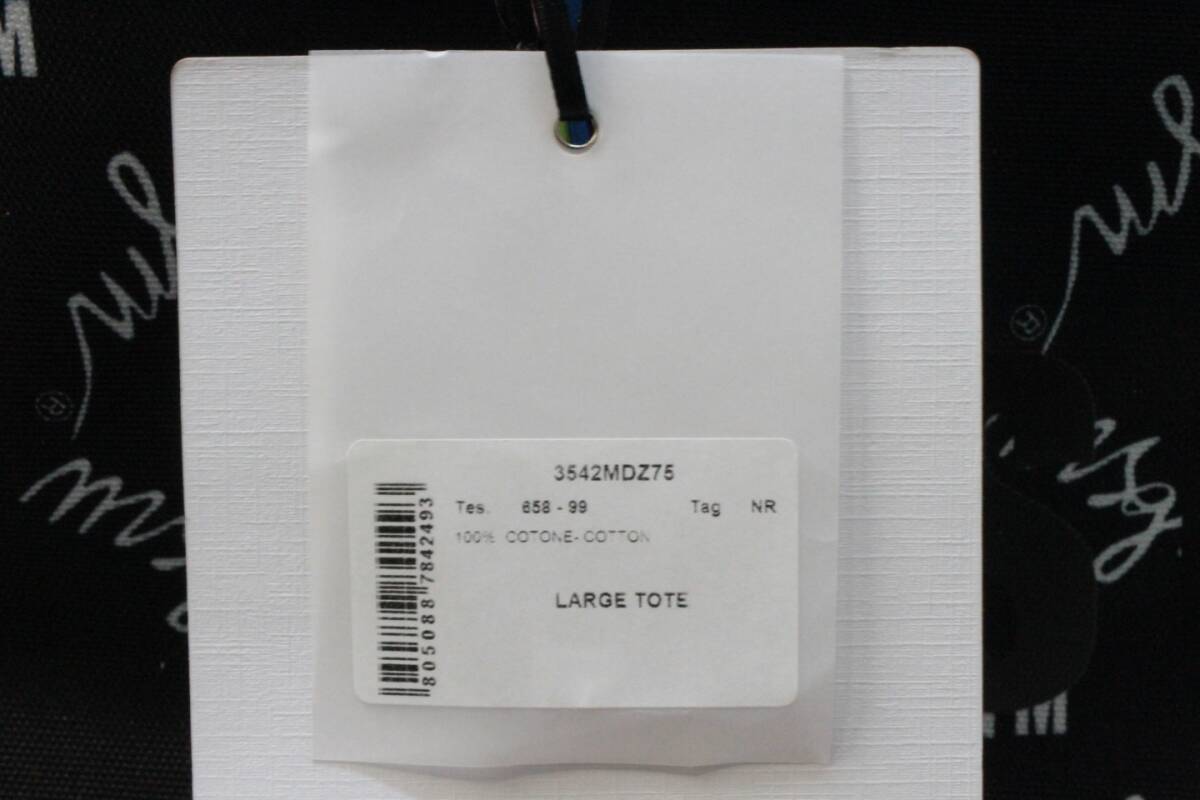 3542MDZ75
Tes. 658 - 99 Tag NR
100% COTONE- COTTON
LARGE TOTE
8050887842493
M
®
®
M